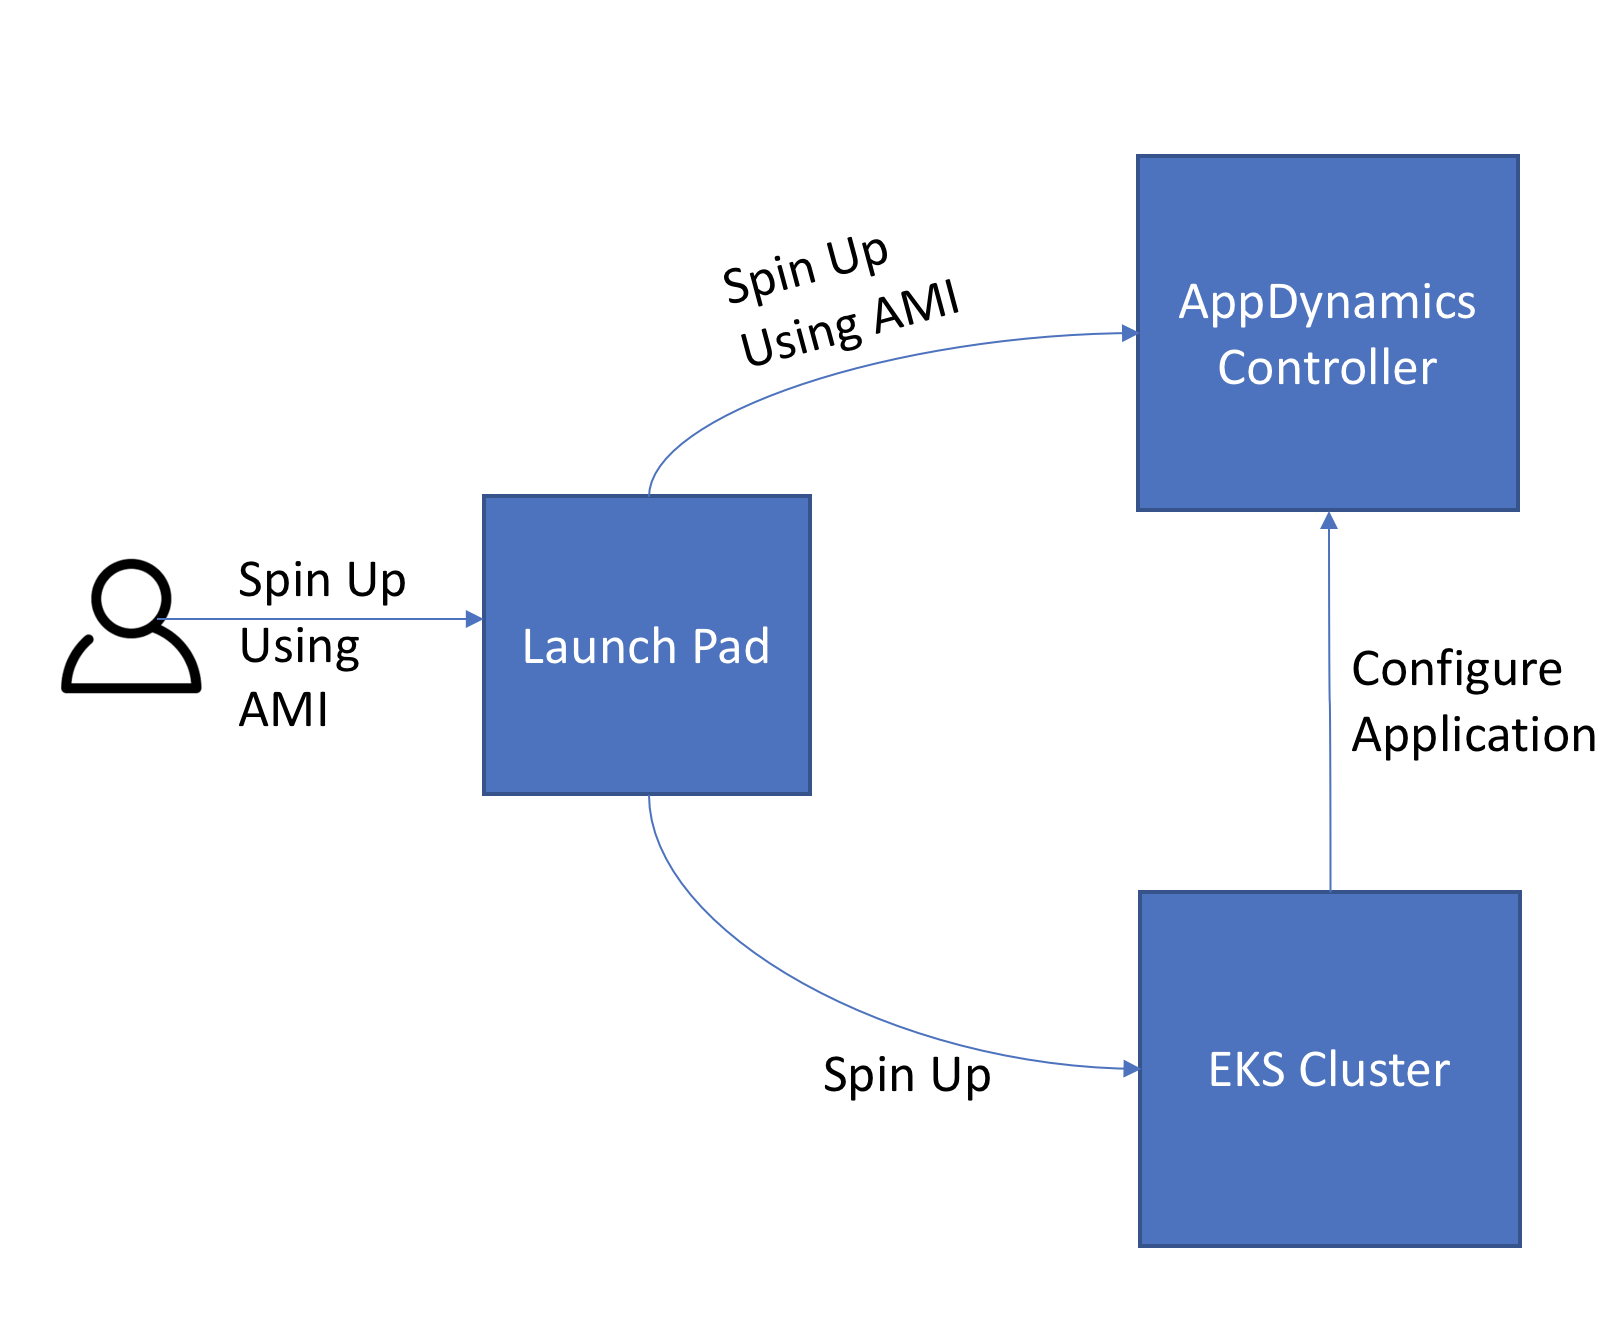 Spin Up
Using AMI
AppDynamics
Controller
Spin Up
Using
AMI
Launch Pad
Configure
Application
Spin Up
EKS Cluster